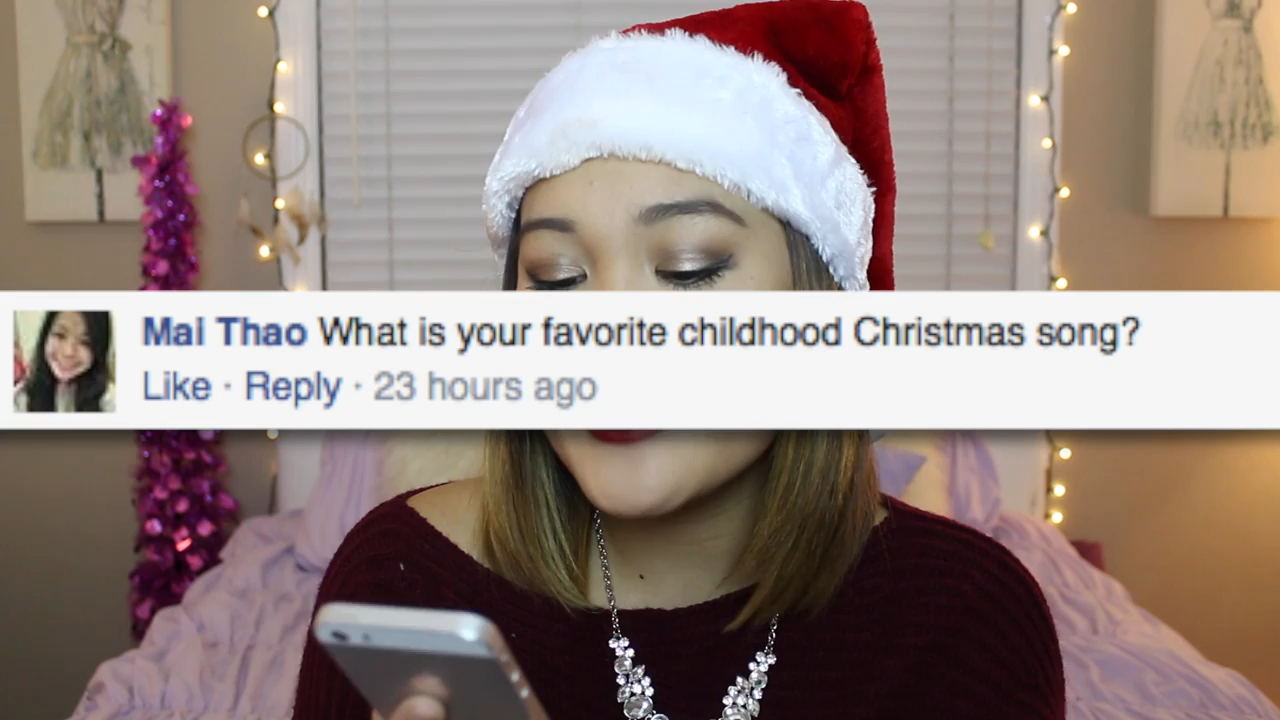 Mai Thao What is your favorite childhood Christmas song?
Like · Reply · 23 hours ago